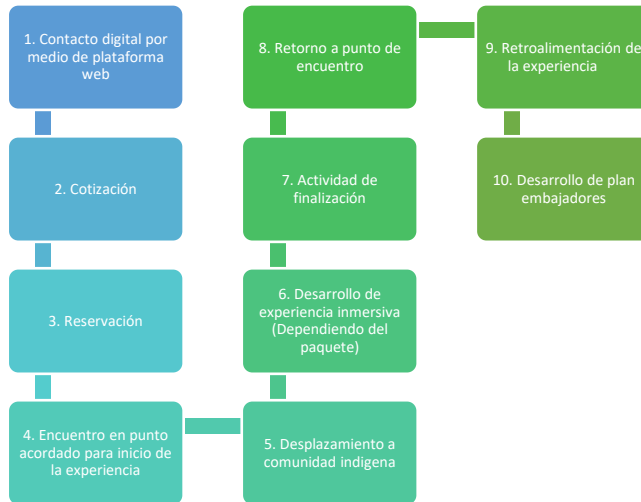 1. Contacto digital por
medio de plataforma
web
2. Cotización
3. Reservación
4. Encuentro en punto
acordado para inicio de
la experiencia
5. Desplazamiento a
comunidad indigena
6. Desarrollo de
experiencia inmersiva
(Dependiendo del
paquete)
7. Actividad de
finalización
8. Retorno a punto de
encuentro
9. Retroalimentación de
la experiencia
10. Desarrollo de plan
embajadores